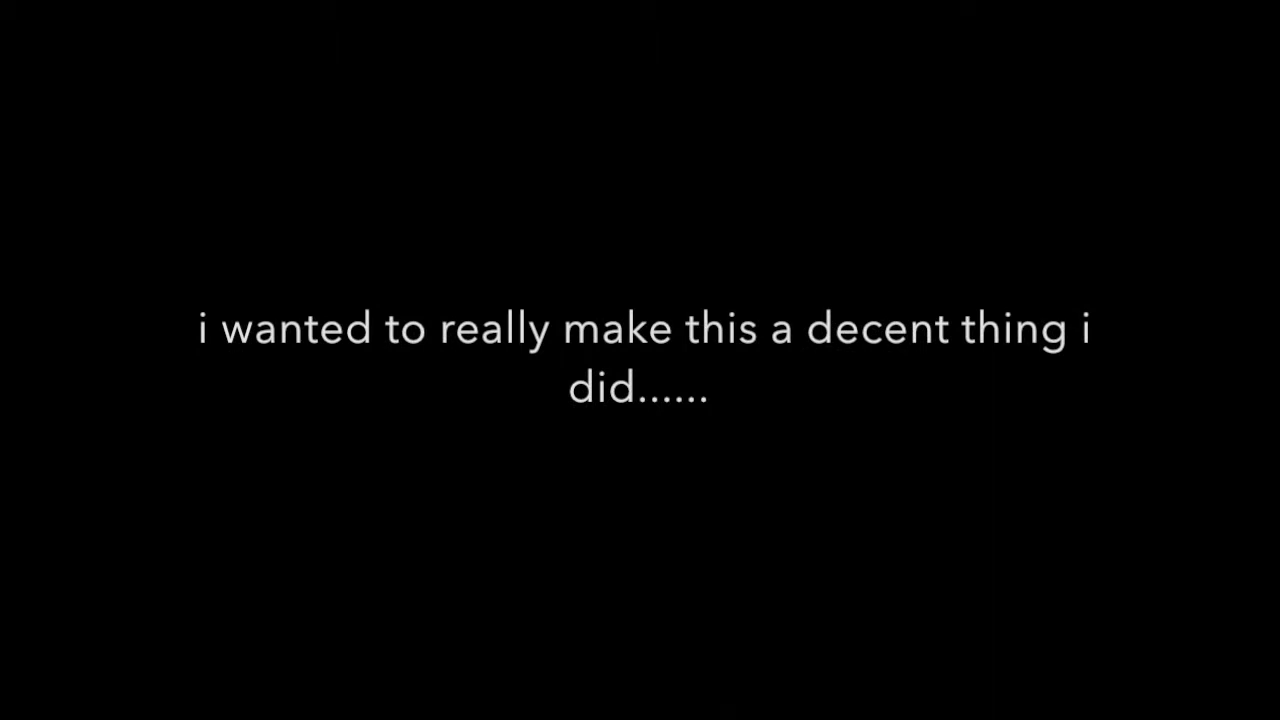 i wanted to really make this a decent thing i
did......